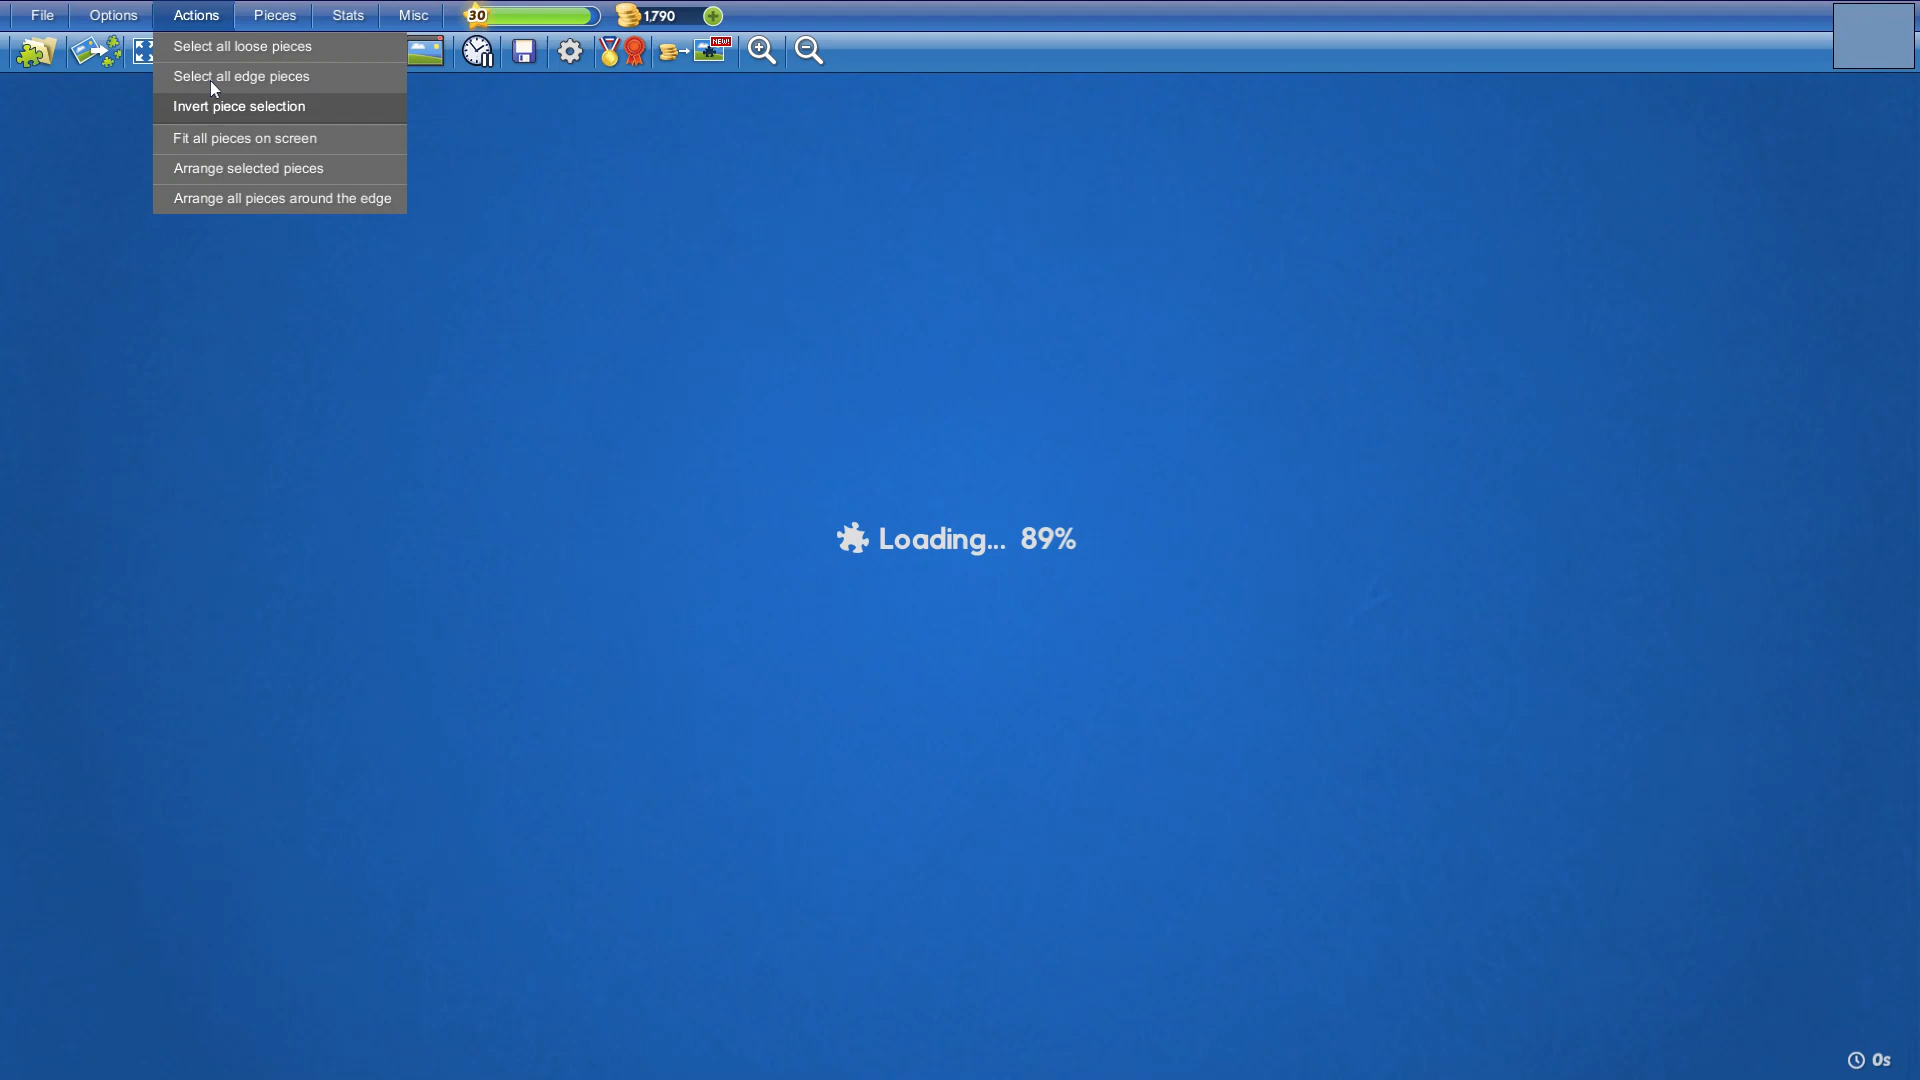 File Options Actions Pieces Stats Misc 30 1,790
NEW!
Select all loose pieces
Select all edge pieces
Invert piece selection
Fit all pieces on screen
Arrange selected pieces
Arrange all pieces around the edge
Loading... 89%
0s